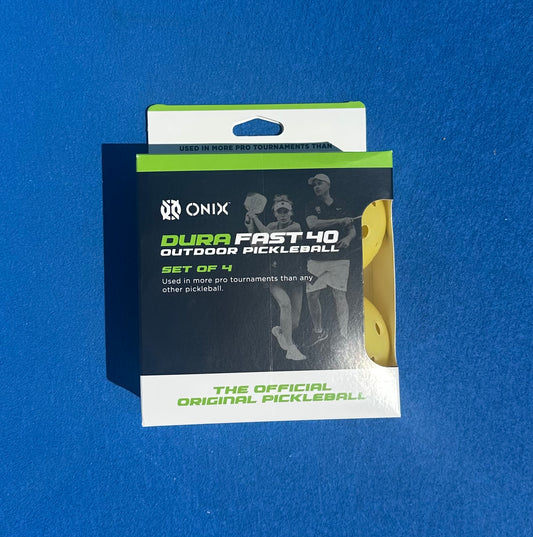 USED IN MORE PRO TOURNAMENTS THAN
ONIX
DURA FAST 40
OUTDOOR PICKLEBALL
SET OF 4
Used in more pro tournaments than any
other pickleball.
THE OFFICIAL
ORIGINAL PICKLEBALL